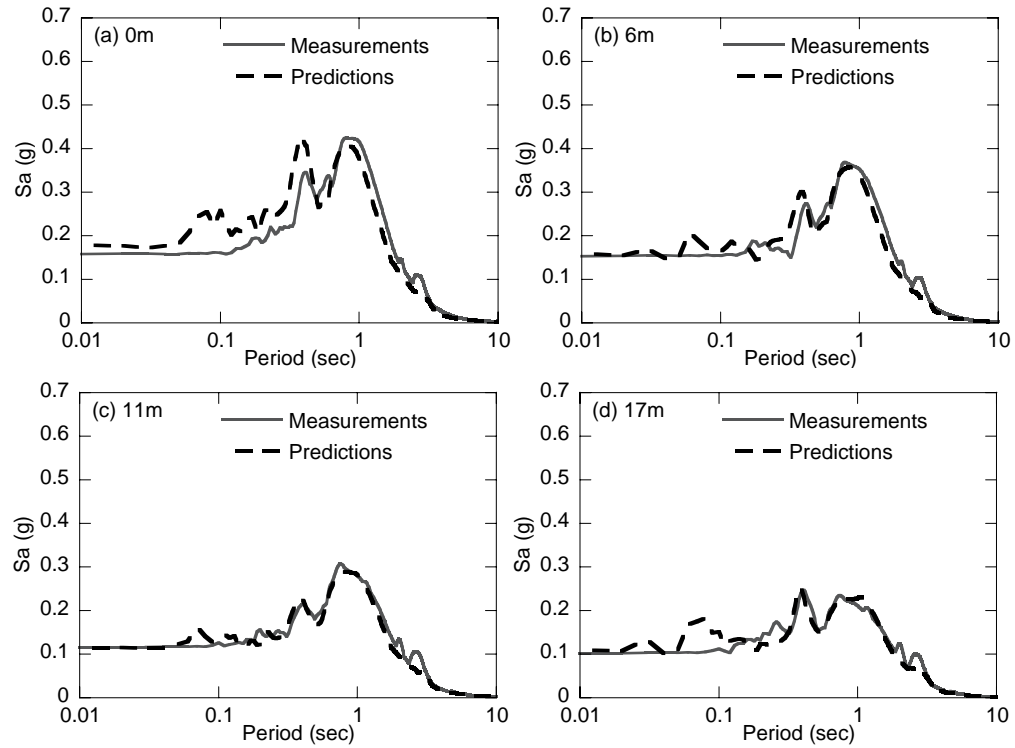 (a) 0m
Measurements
Predictions
0.7
0.6
0.5
0.4
0.3
0.2
0.1
0
Sa (g)
0.01
0.1
1
10
Period (sec)
(b) 6m
Measurements
Predictions
0.7
0.6
0.5
0.4
0.3
0.2
0.1
0
Sa (g)
0.01
0.1
1
10
Period (sec)
(c) 11m
Measurements
Predictions
0.7
0.6
0.5
0.4
0.3
0.2
0.1
0
Sa (g)
0.01
0.1
1
10
Period (sec)
(d) 17m
Measurements
Predictions
0.7
0.6
0.5
0.4
0.3
0.2
0.1
0
Sa (g)
0.01
0.1
1
10
Period (sec)